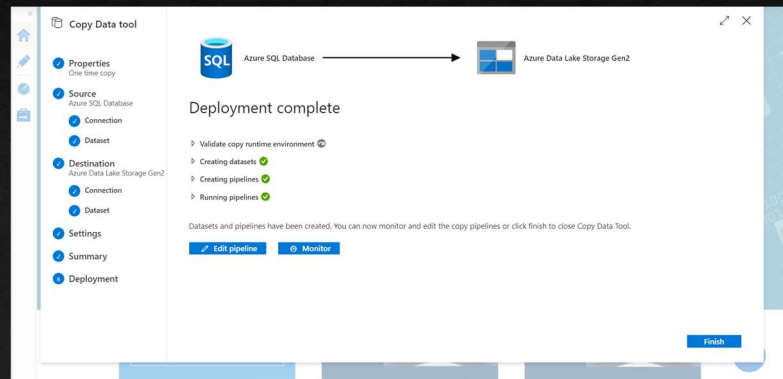 Copy Data tool
Properties
One time copy
Source
Azure SQL Database
Connection
Dataset
Destination
Azure Data Lake Storage Gen2
Connection
Dataset
Settings
Summary
6 Deployment
SQL
Azure SQL Database
Azure Data Lake Storage Gen2
Deployment complete
Validate copy runtime environment
Creating datasets
Creating pipelines
Running pipelines
Datasets and pipelines have been created. You can now monitor and edit the copy pipelines or click finish to close Copy Data Tool.
Edit pipeline
Monitor
Finish